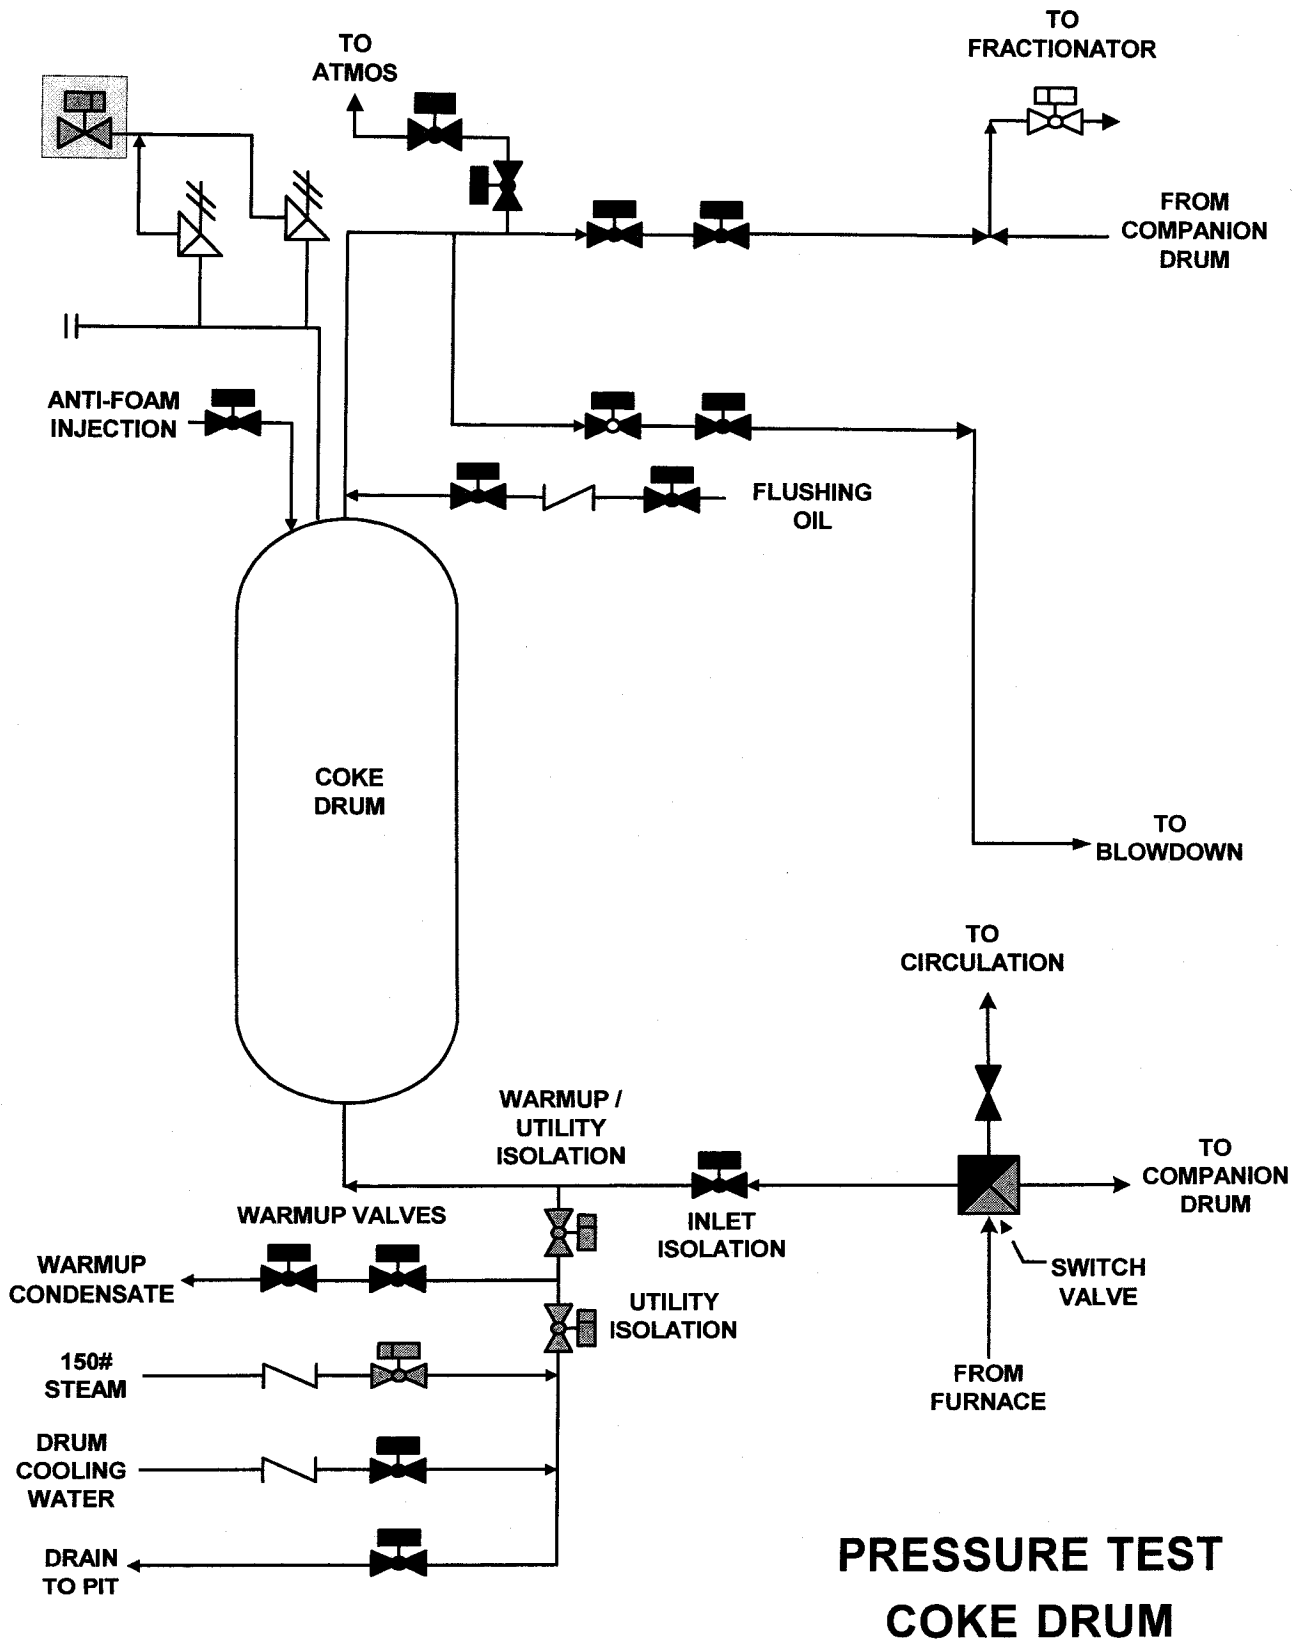 TO
ATMOS
TO
FRACTIONATOR
FROM
COMPANION
DRUM
ANTI-FOAM
INJECTION
FLUSHING
OIL
COKE
DRUM
TO
BLOWDOWN
TO
CIRCULATION
WARMUP /
UTILITY
ISOLATION
TO
COMPANION
DRUM
WARMUP VALVES
INLET
ISOLATION
WARMUP
CONDENSATE
SWITCH
VALVE
UTILITY
ISOLATION
150#
STEAM
FROM
FURNACE
DRUM
COOLING
WATER
DRAIN
TO PIT
PRESSURE TEST
COKE DRUM